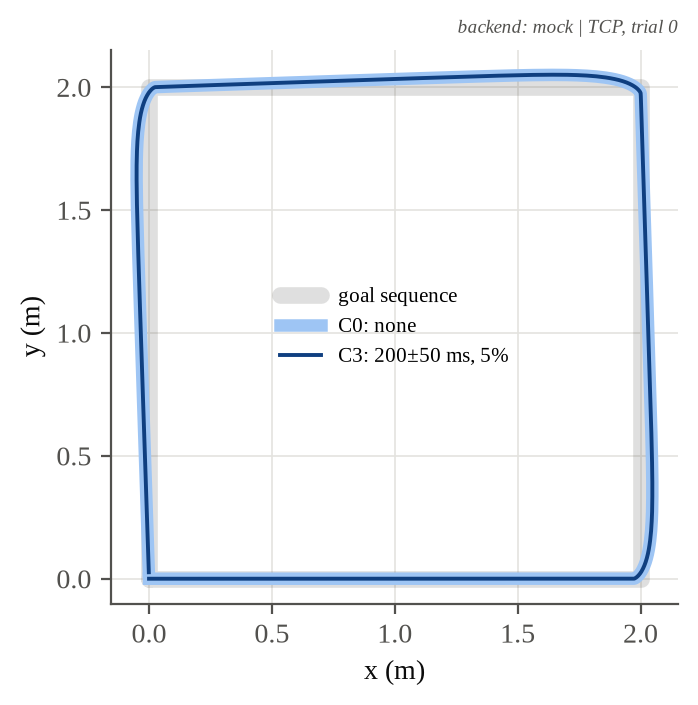 backend: mock | TCP, trial 0
2.0
1.5
1.0
0.5
0.0
y (m)
goal sequence
C0: none
C3: 200±50 ms, 5%
0.0 0.5 1.0 1.5 2.0
x (m)